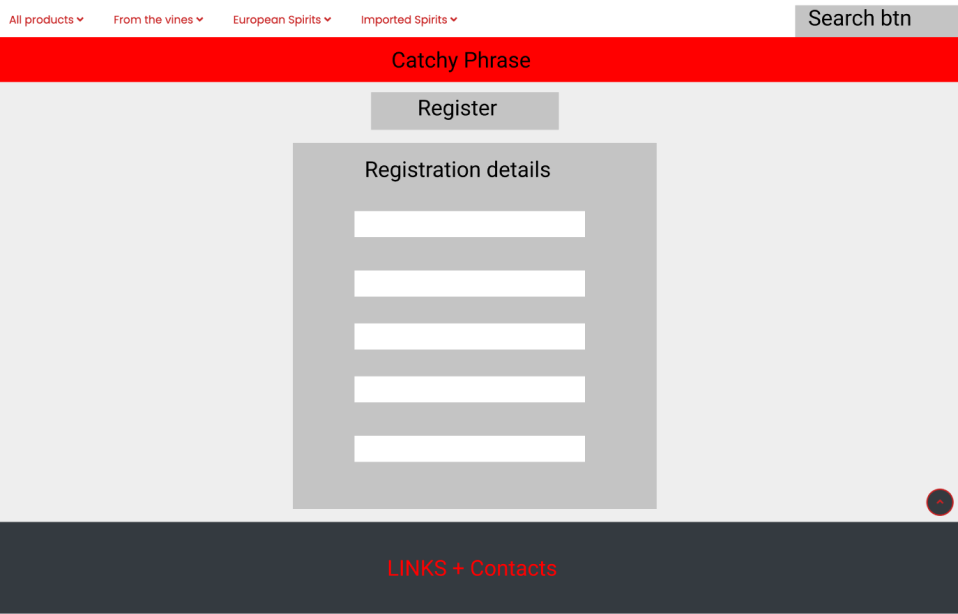 All products
From the vines
European Spirits
Imported Spirits
Search btn
Catchy Phrase
Register
Registration details
LINKS + Contacts